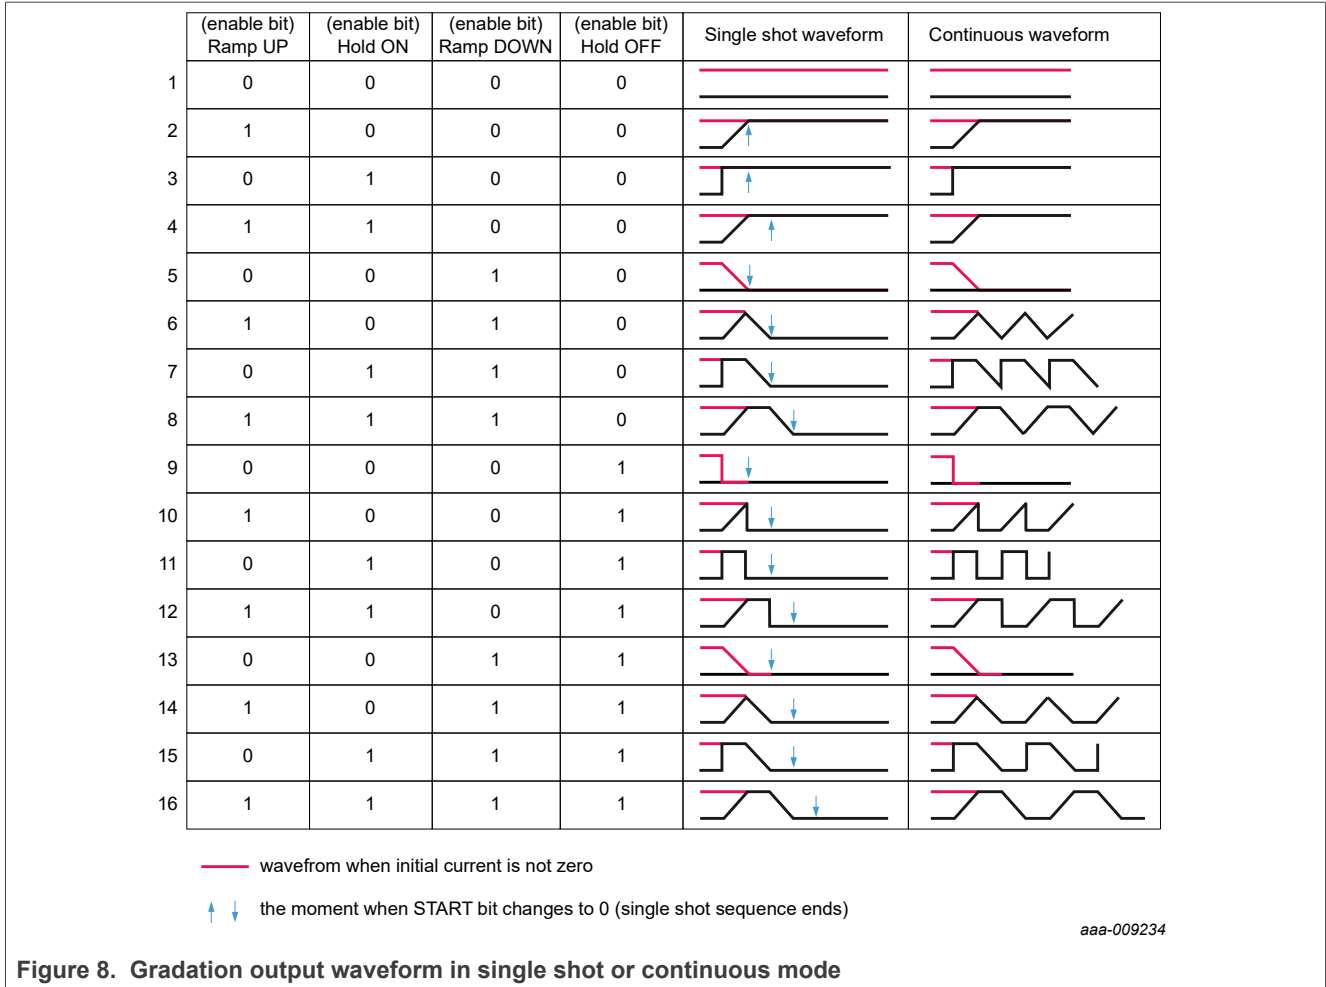 (enable bit) Ramp UP (enable bit) Hold ON (enable bit) Ramp DOWN (enable bit) Hold OFF Single shot waveform Continuous waveform
1 0 0 0 0
2 1 0 0 0
3 0 1 0 0
4 1 1 0 0
5 0 0 1 0
6 1 0 1 0
7 0 1 1 0
8 1 1 1 0
9 0 0 0 1
10 1 0 0 1
11 0 1 0 1
12 1 1 0 1
13 0 0 1 1
14 1 0 1 1
15 0 1 1 1
16 1 1 1 1
wavefrom when initial current is not zero
the moment when START bit changes to 0 (single shot sequence ends)
aaa-009234
Figure 8. Gradation output waveform in single shot or continuous mode